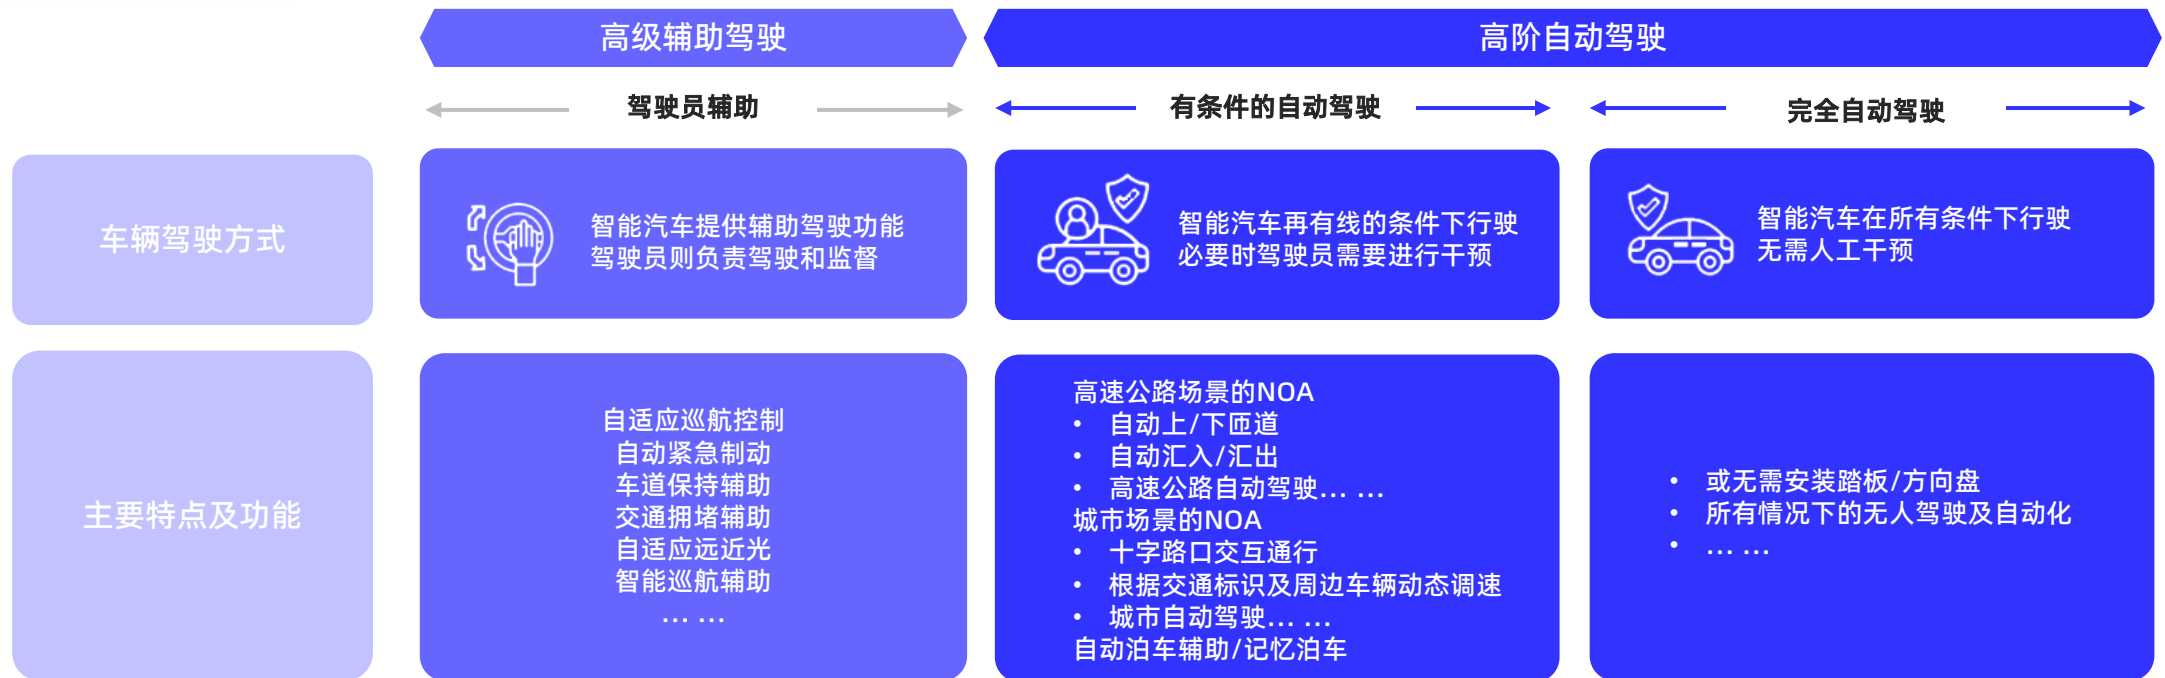 高级辅助驾驶
高阶自动驾驶
驾驶员辅助
有条件的自动驾驶
完全自动驾驶
车辆驾驶方式
智能汽车提供辅助驾驶功能
驾驶员则负责驾驶和监督
智能汽车再有线的条件下行驶
必要时驾驶员需要进行干预
智能汽车在所有条件下行驶
无需人工干预
主要特点及功能
自适应巡航控制
自动紧急制动
车道保持辅助
交通拥堵辅助
自适应远近光
智能巡航辅助
... ...
高速公路场景的NOA
• 自动上/下匝道
• 自动汇入/汇出
• 高速公路自动驾驶... ...
城市场景的NOA
• 十字路口交互通行
• 根据交通标识及周边车辆动态调速
• 城市自动驾驶... ...
自动泊车辅助/记忆泊车
• 或无需安装踏板/方向盘
• 所有情况下的无人驾驶及自动化
• ... ...